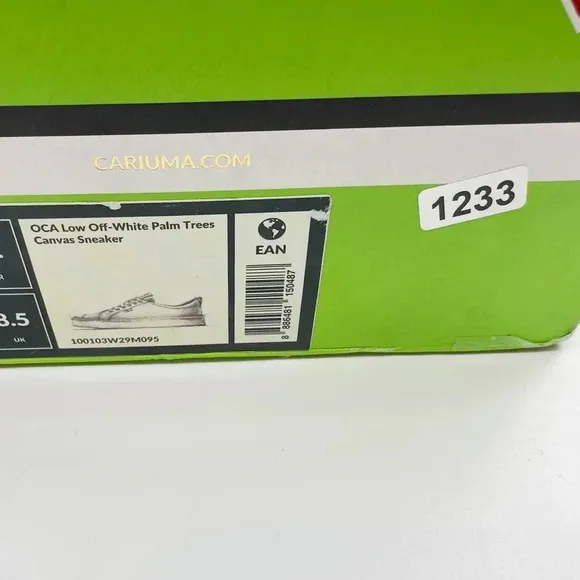 CARIUMA.COM
1233
OCA Low Off-White Palm Trees
Canvas Sneaker
EAN
8 886481 150487
8.5
UK
100103W29M095